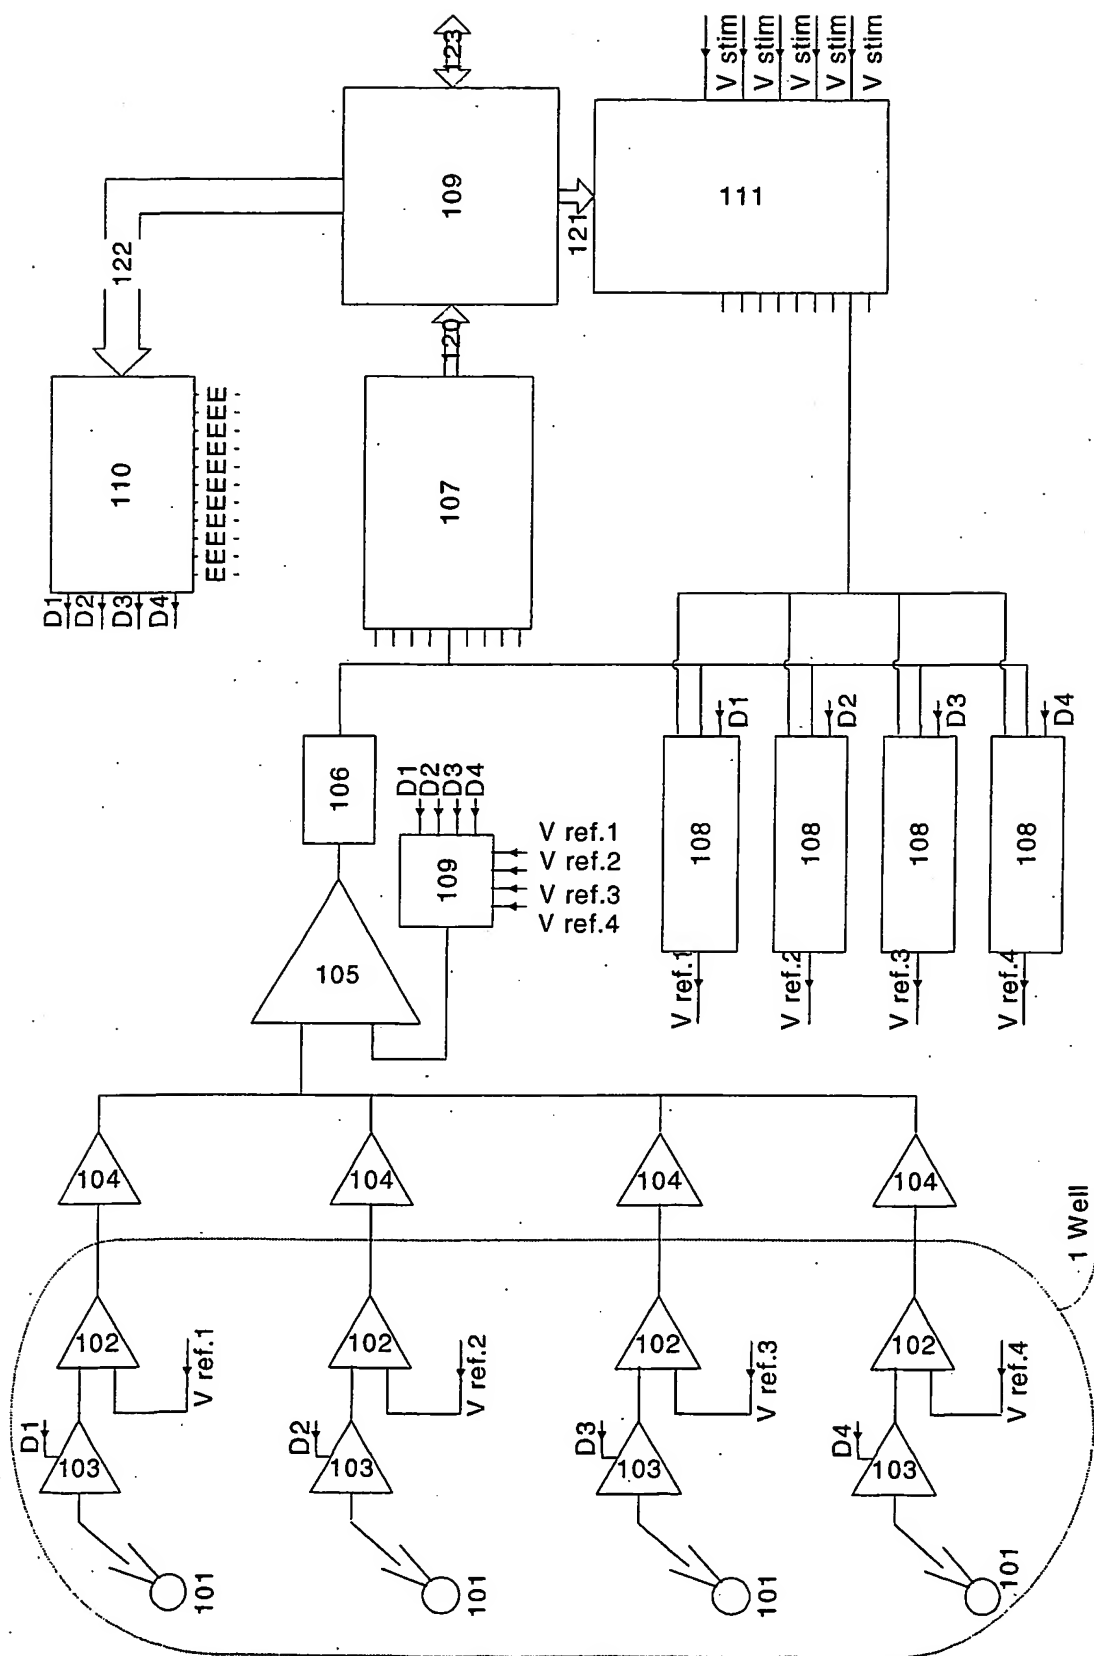 123
109
122
110
D1
D2
D3
D4
EEEEEEEEEEE
120
121
107
111
V stim
V stim
V stim
V stim
V stim
106
D1
D2
D3
D4
109
V ref.1
V ref.2
V ref.3
V ref.4
105
108
D1
V ref.1
108
D2
V ref.2
108
D3
V ref.3
108
D4
V ref.4
104
104
104
104
1 Well
102
V ref.1
102
V ref.2
102
V ref.3
102
V ref.4
D1
103
D2
103
D3
103
D4
103
101
101
101
101